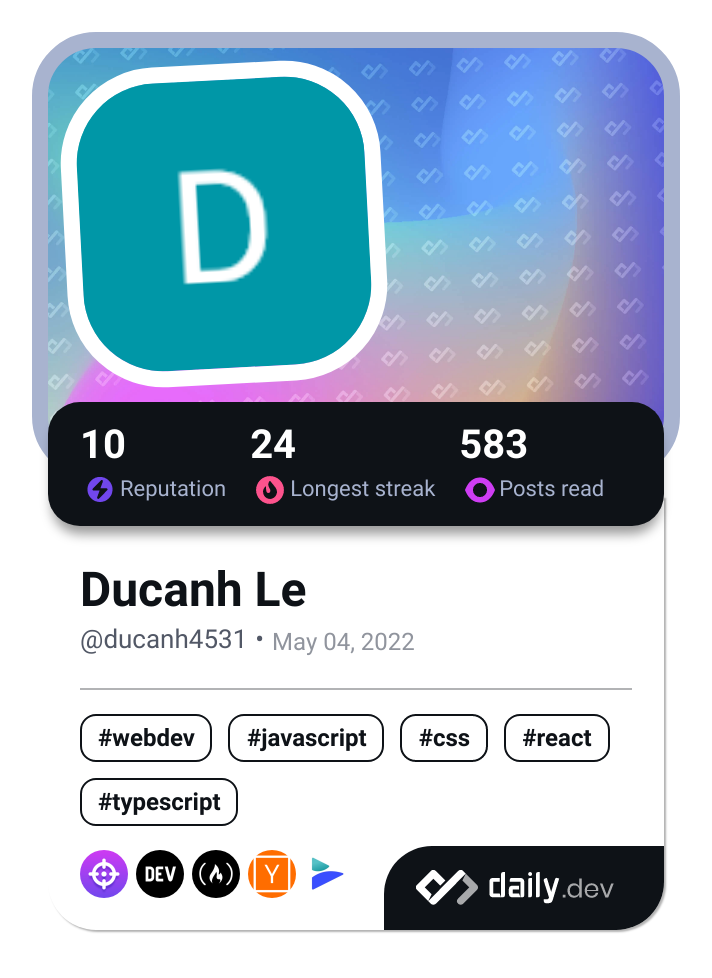 D
10 24 583
Reputation Longest streak Posts read
Ducanh Le
@ducanh4531 • May 04, 2022
#webdev #javascript #css #react
#typescript
DEV Y
daily.dev